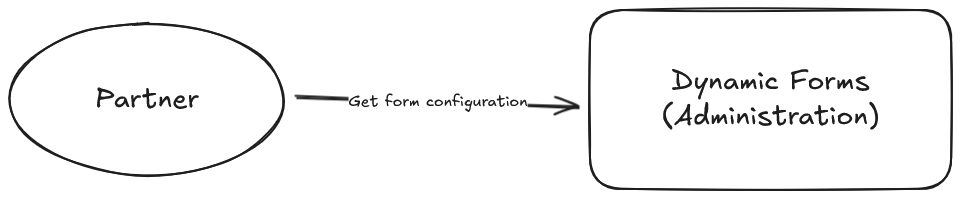 Partner
Get form configuration
Dynamic Forms
(Administration)